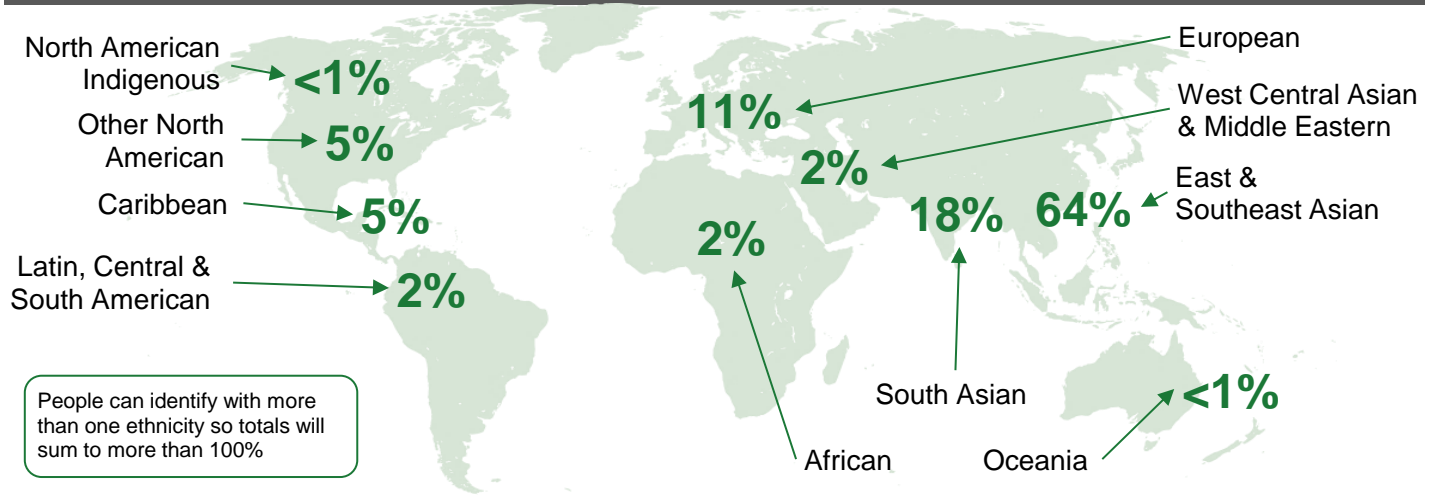 North American
Indigenous
<1%
Other North
American
5%
Caribbean
5%
Latin, Central &
South American
2%
European
11%
West Central Asian
& Middle Eastern
2%
East &
Southeast Asian
64%
18%
South Asian
2%
African
Oceania
<1%
People can identify with more
than one ethnicity so totals will
sum to more than 100%